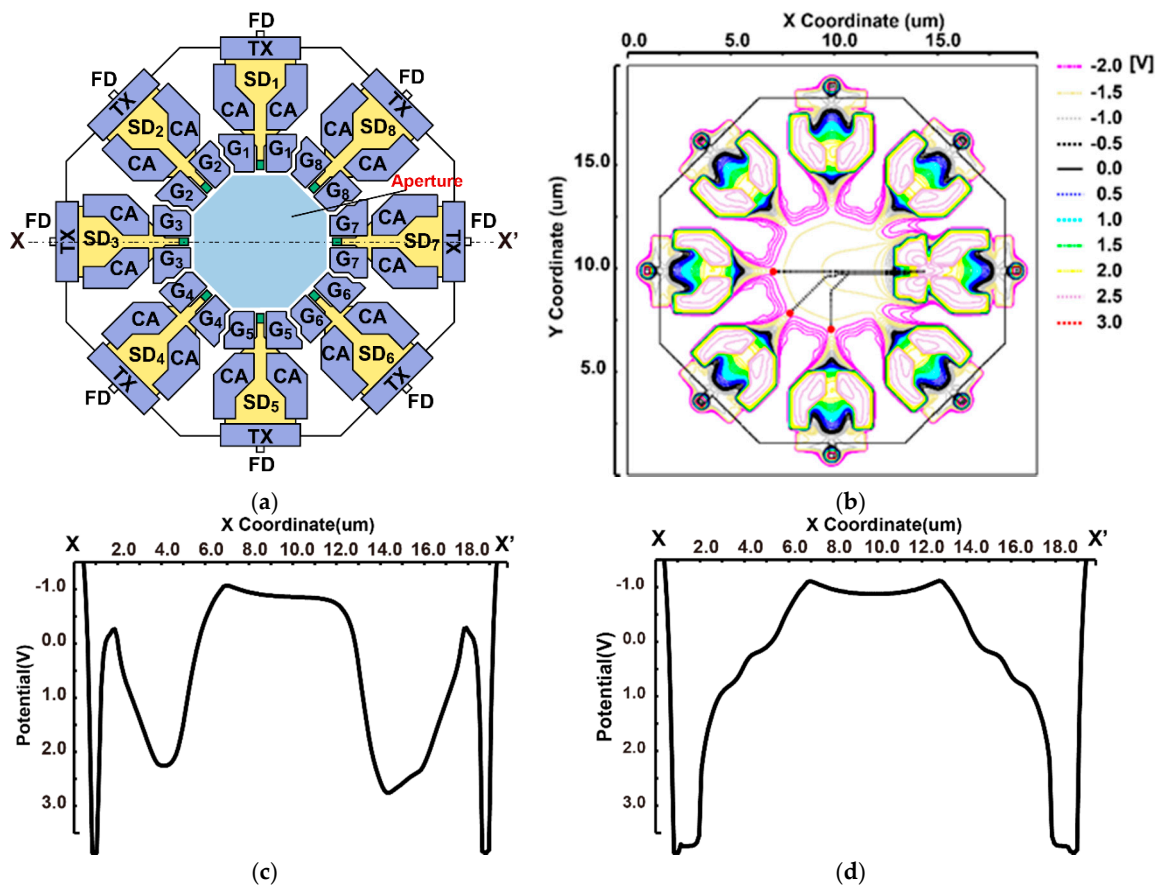 FD
TX
FD
FD
TX
SD1
TX
CA
CA
SD2
CA
CA
SD8
CA
CA
G2
G1
G1
G8
G2
G8
Aperture
FD
CA
G3
G7
CA
FD
X
TX
SD3
SD7
TX
X'
CA
G3
G7
CA
G4
G6
CA
G4
G5
G5
G6
CA
SD4
CA
CA
CA
CA
SD6
TX
SD5
TX
FD
TX
FD
FD
(a)
X Coordinate (um)
0.0 5.0 10.0 15.0
Y Coordinate (um)
15.0
10.0
5.0
-2.0 [V]
-1.5
-1.0
-0.5
0.0
0.5
1.0
1.5
2.0
2.5
3.0
(b)
X Coordinate(um)
X 2.0 4.0 6.0 8.0 10.0 12.0 14.0 16.0 18.0 X'
Potential(V)
-1.0
0.0
1.0
2.0
3.0
(c)
X Coordinate(um)
X 2.0 4.0 6.0 8.0 10.0 12.0 14.0 16.0 18.0 X'
Potential(V)
-1.0
0.0
1.0
2.0
3.0
(d)